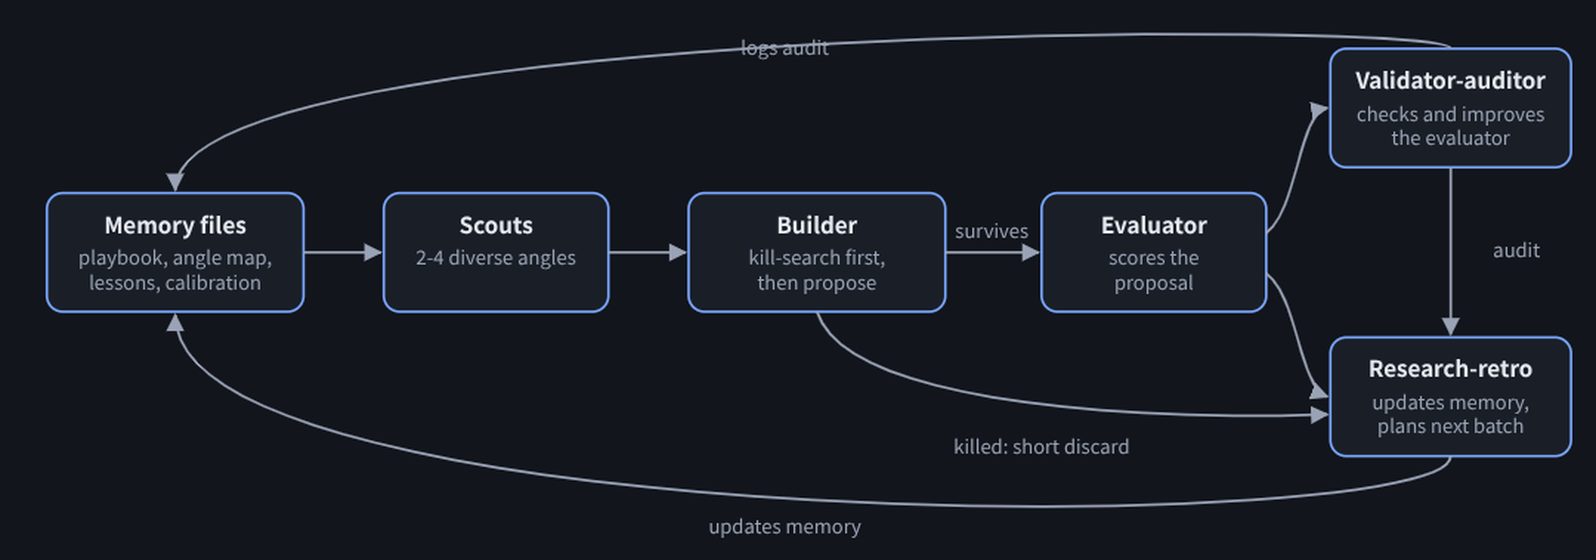 logs audit
Validator-auditor
checks and improves
the evaluator
Memory files
playbook, angle map,
lessons, calibration
Scouts
2-4 diverse angles
Builder
kill-search first,
then propose
survives
Evaluator
scores the
proposal
audit
Research-retro
updates memory,
plans next batch
killed: short discard
updates memory